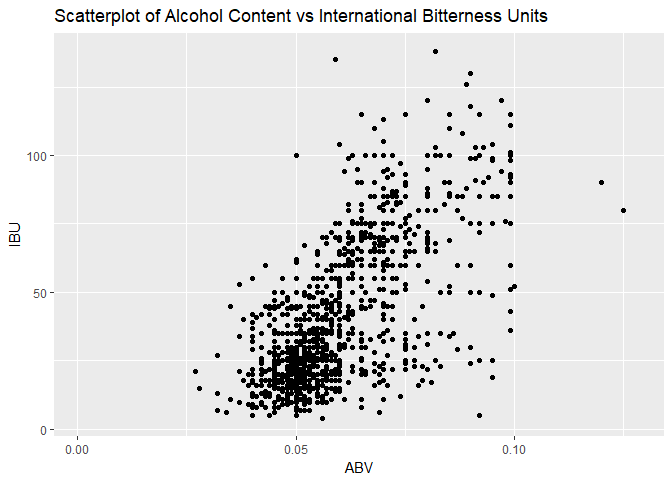 Scatterplot of Alcohol Content vs International Bitterness Units
100
50
0
IBU
0.00 0.05 0.10
ABV